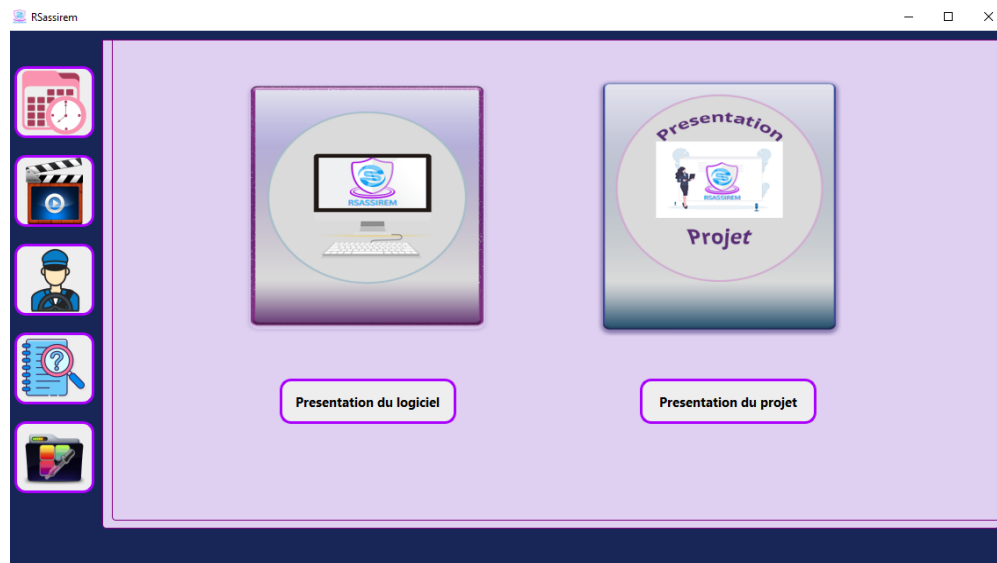 RSassirem
RSASSIREM
Presentation
RSASSIREM
Projet
Presentation du logiciel
Presentation du projet